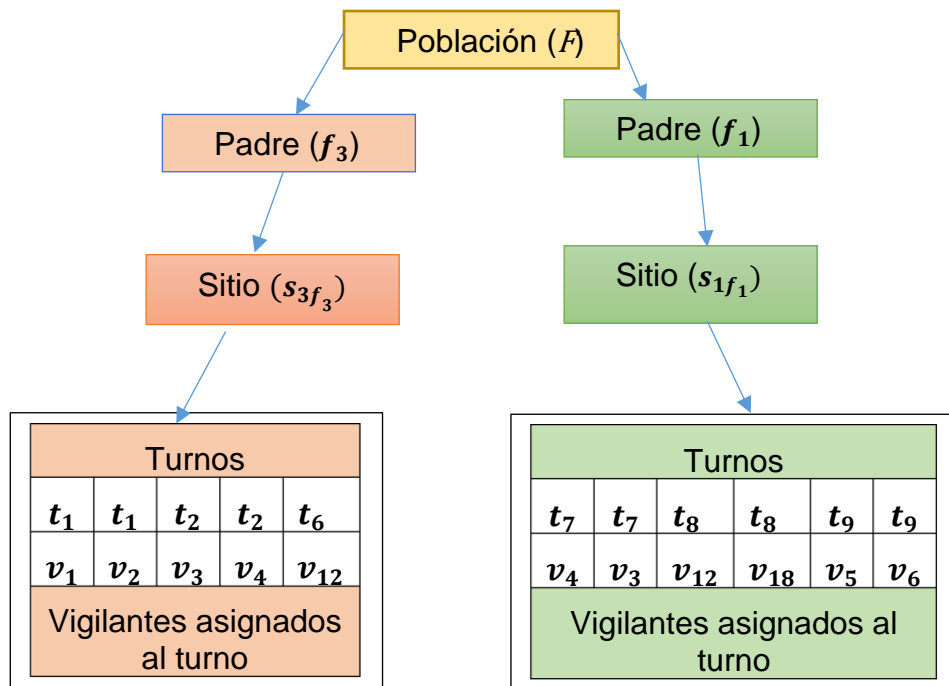 Población (F)
Padre (f₃)
Padre (f₁)
Sitio (s₃f₃)
Sitio (s₁f₁)
Turnos
t₁ t₁ t₂ t₂ t₆
v₁ v₂ v₃ v₄ v₁₂
Vigilantes asignados
al turno
Turnos
t₇ t₇ t₈ t₈ t₉ t₉
v₄ v₃ v₁₂ v₁₈ v₅ v₆
Vigilantes asignados al
turno